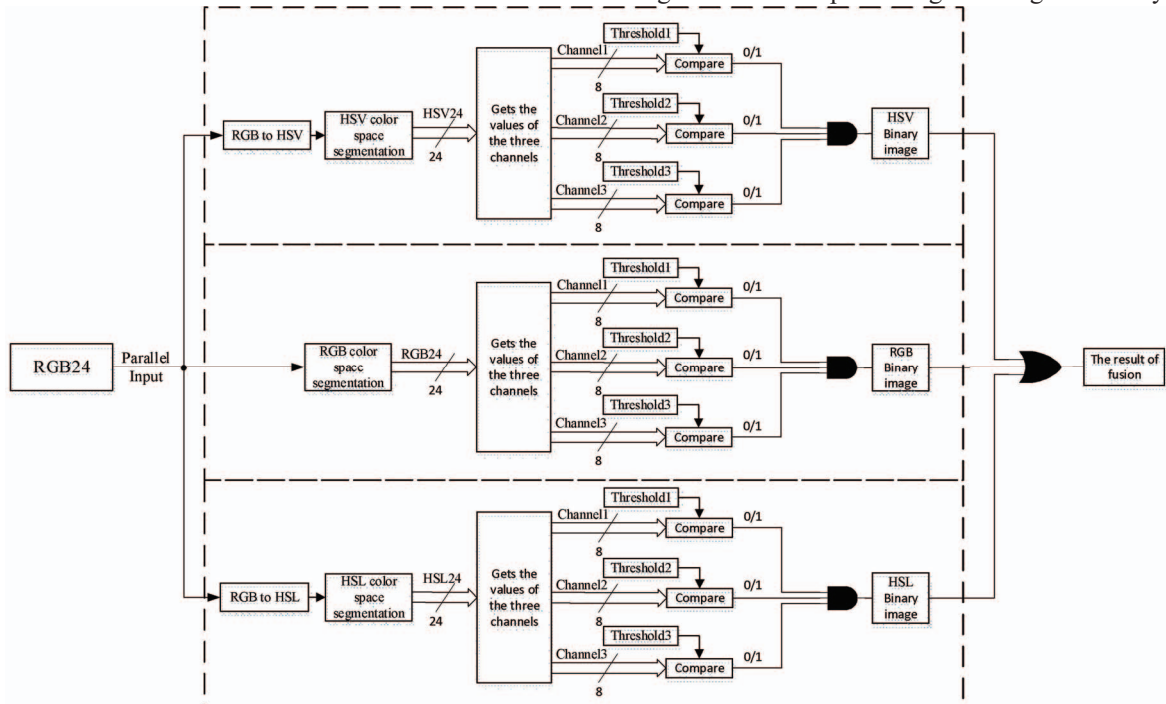 RGB24
Parallel
Input
RGB to HSV
HSV color
space
segmentation
HSV24
24
Gets the
values of
the three
channels
Channel1
8
Threshold1
Compare
0/1
Channel2
8
Threshold2
Compare
0/1
Channel3
8
Threshold3
Compare
0/1
HSV
Binary
image
RGB color
space
segmentation
RGB24
24
Gets the
values of
the three
channels
Channel1
8
Threshold1
Compare
0/1
Channel2
8
Threshold2
Compare
0/1
Channel3
8
Threshold3
Compare
0/1
RGB
Binary
image
RGB to HSL
HSL color
space
segmentation
HSL24
24
Gets the
values of
the three
channels
Channel1
8
Threshold1
Compare
0/1
Channel2
8
Threshold2
Compare
0/1
Channel3
8
Threshold3
Compare
0/1
HSL
Binary
image
The result of
fusion